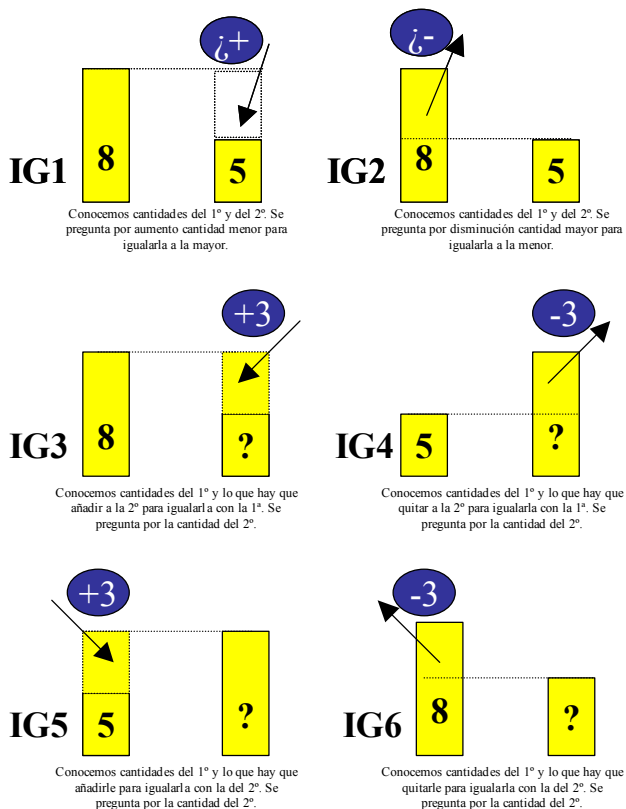 ¿+
IG1
8
5
Conocemos cantidades del 1º y del 2º. Se
pregunta por aumento cantidad menor para
igualarla a la mayor.
¿-
IG2
8
5
Conocemos cantidades del 1º y del 2º. Se
pregunta por disminución cantidad mayor para
igualarla a la menor.
+3
IG3
8
?
Conocemos cantidades del 1º y lo que hay que
añadir a la 2º para igualarla con la 1ª. Se
pregunta por la cantidad del 2º.
-3
IG4
5
?
Conocemos cantidades del 1º y lo que hay que
quitar a la 2º para igualarla con la 1ª. Se
pregunta por la cantidad del 2º.
+3
IG5
5
?
Conocemos cantidades del 1º y lo que hay que
añadirle para igualarla con la del 2º. Se
pregunta por la cantidad del 2º.
-3
IG6
8
?
Conocemos cantidades del 1º y lo que hay que
quitarle para igualarla con la del 2º. Se
pregunta por la cantidad del 2º.